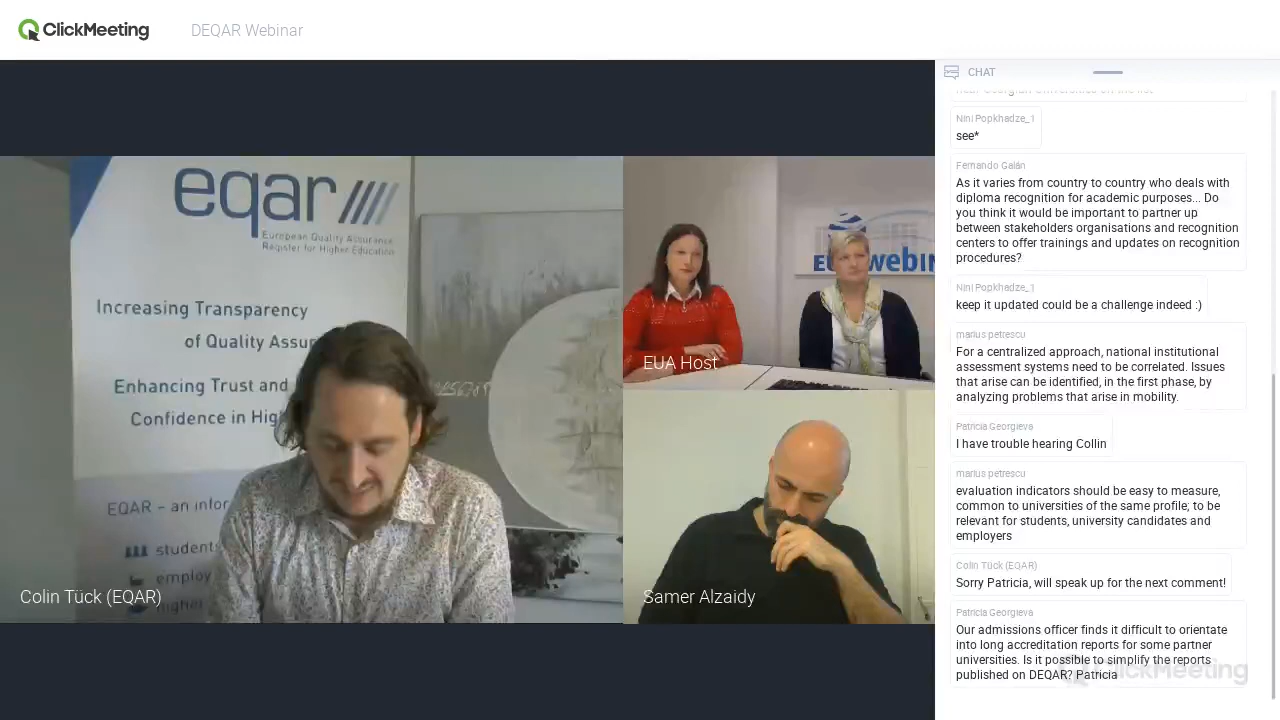 ClickMeeting
DEQAR Webinar
CHAT
Nini Popkhadze_1
see*
Fernando Galán
As it varies from country to country who deals with
diploma recognition for academic purposes... Do
you think it would be important to partner up
between stakeholders organisations and recognition
centers to offer trainings and updates on recognition
procedures?
Nini Popkhadze_1
keep it updated could be a challenge indeed :)
marius petrescu
For a centralized approach, national institutional
assessment systems need to be correlated. Issues
that arise can be identified, in the first phase, by
analyzing problems that arise in mobility.
Patricia Georgieva
I have trouble hearing Collin
marius petrescu
evaluation indicators should be easy to measure,
common to universities of the same profile; to be
relevant for students, university candidates and
employers
Colin Tück (EQAR)
Sorry Patricia, will speak up for the next comment!
Patricia Georgieva
Our admissions officer finds it difficult to orientate
into long accreditation reports for some partner
universities. Is it possible to simplify the reports
published on DEQAR? Patricia
ClickMeeting
eqar
European Quality Assurance
Register for Higher Education
Increasing Transparency
of Quality Assu
Enhancing Trust and
Confidence in Hig
EQAR – an infor
students
employ
higher
Colin Tück (EQAR)
EUA Host
Samer Alzaidy